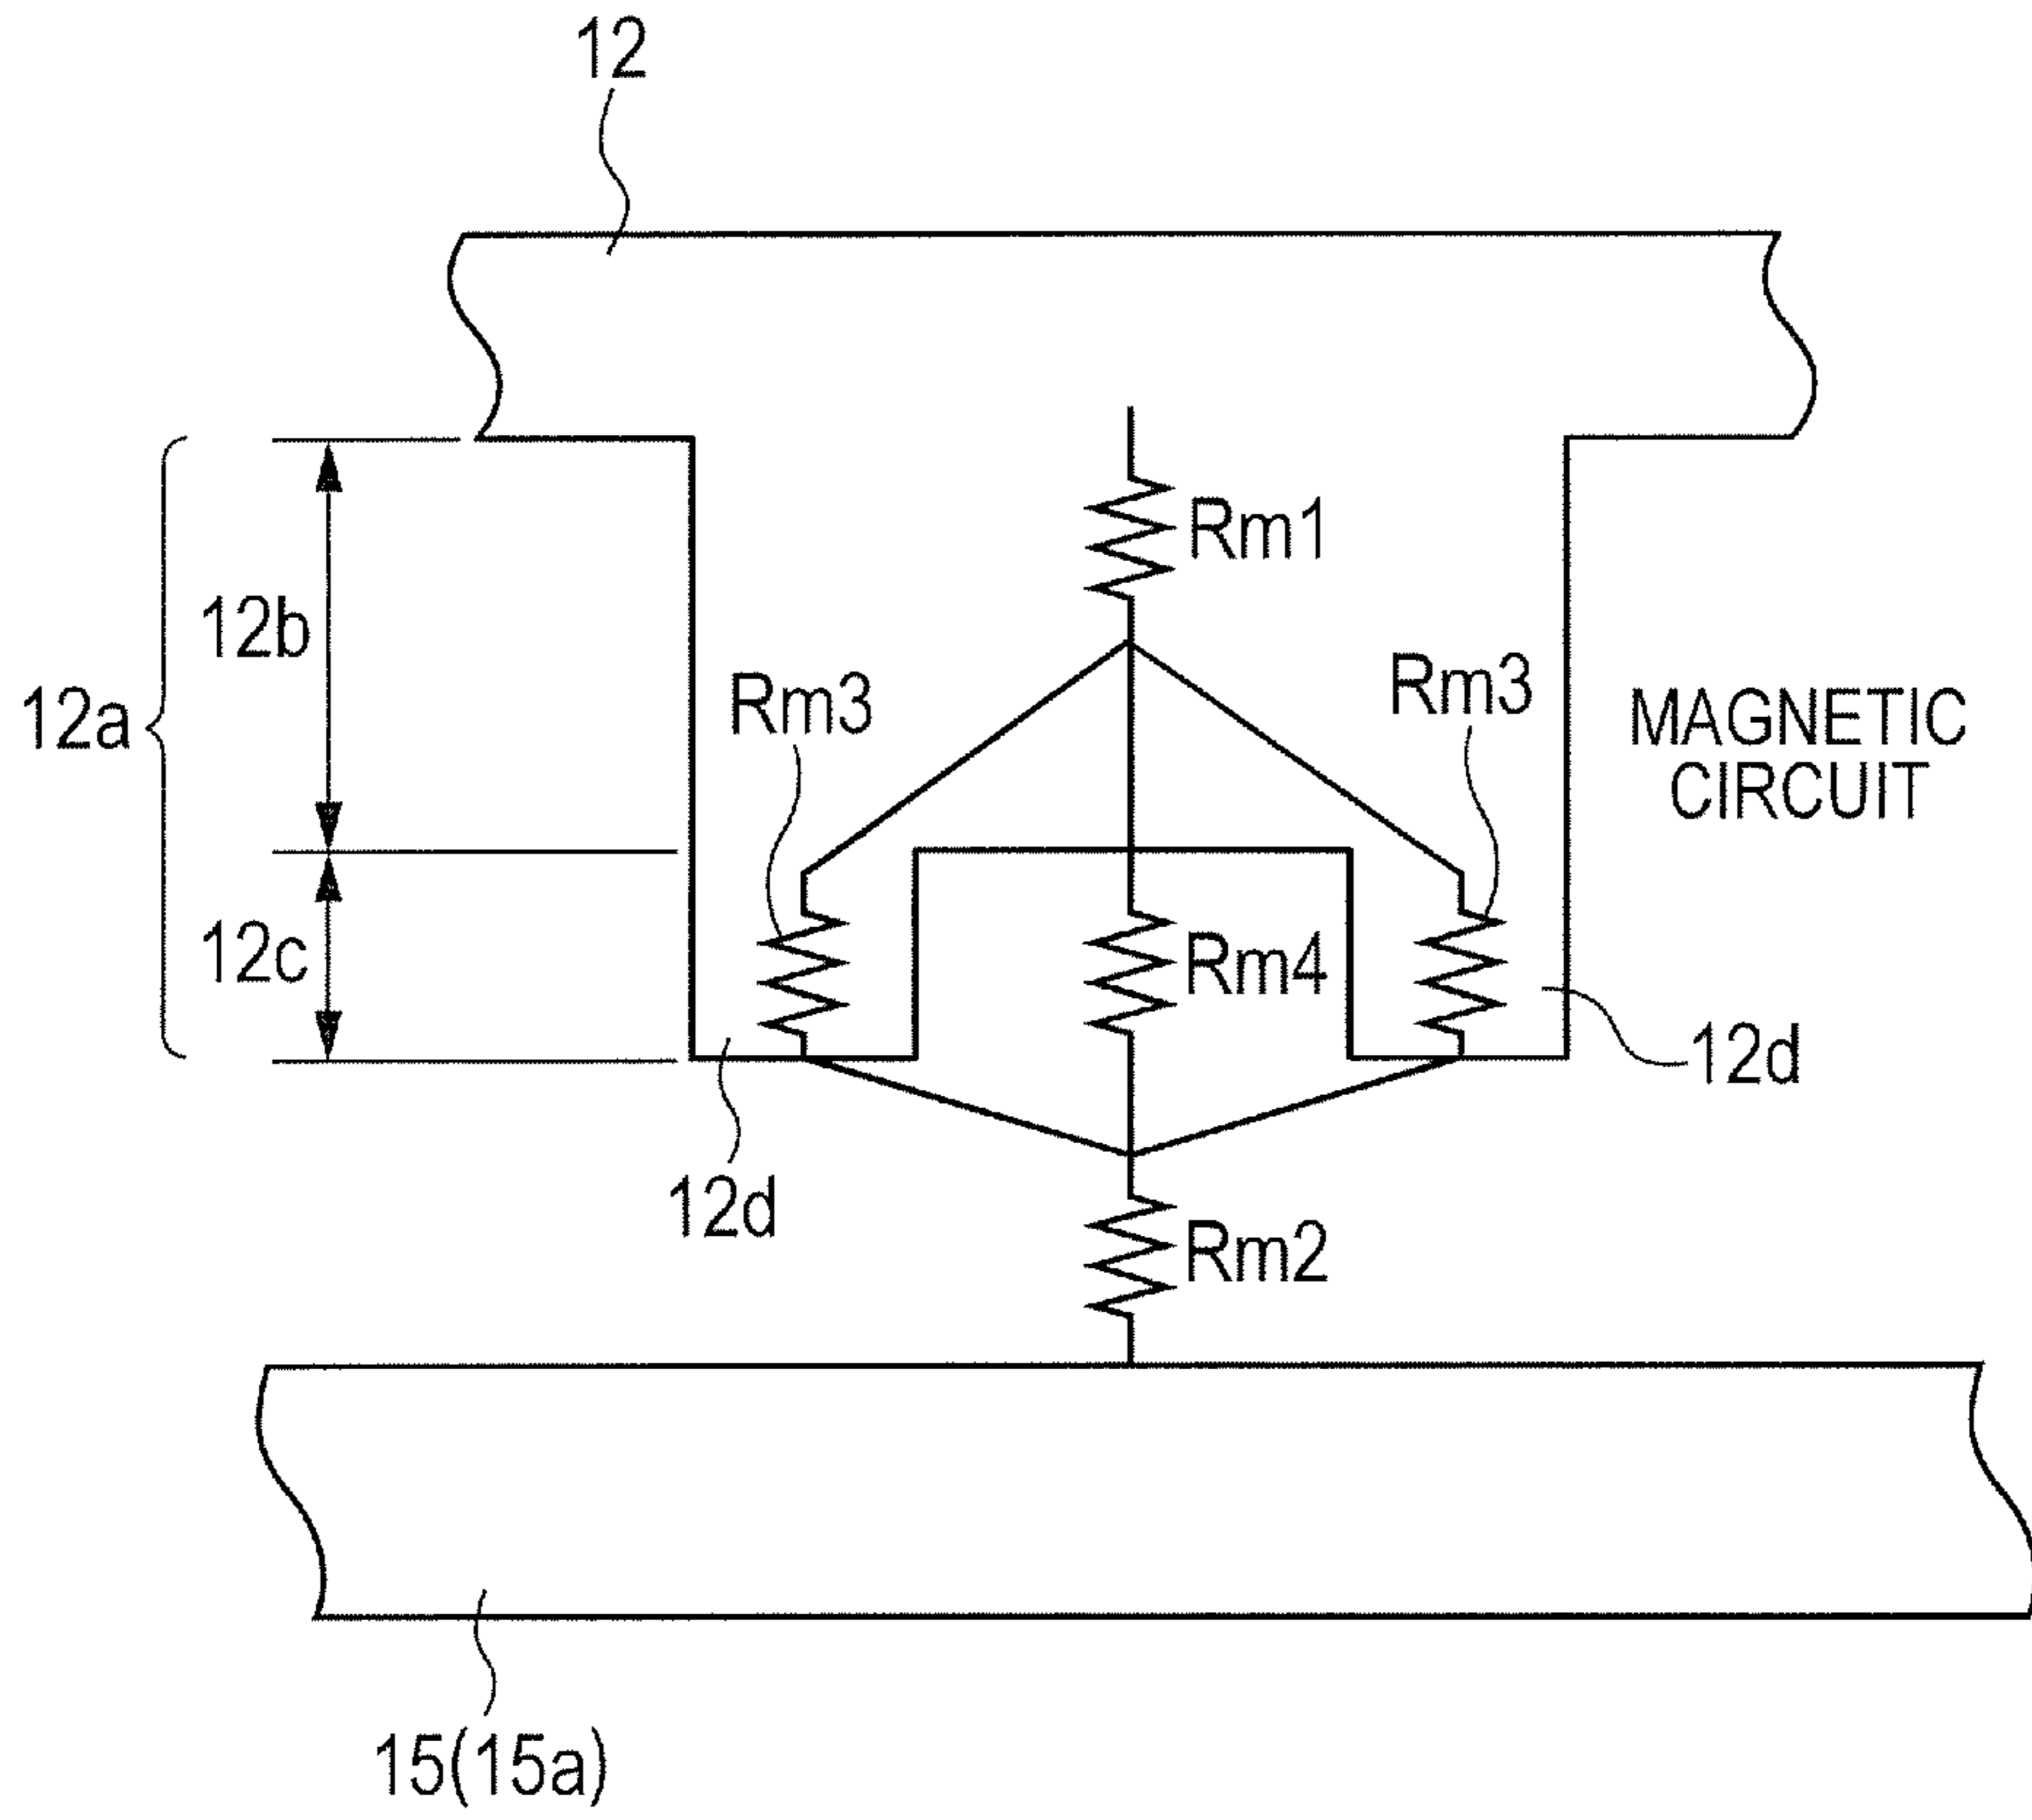 12
Rm1
12b
Rm3
Rm3
12a
MAGNETIC
CIRCUIT
12c
Rm4
12d
12d
Rm2
15(15a)